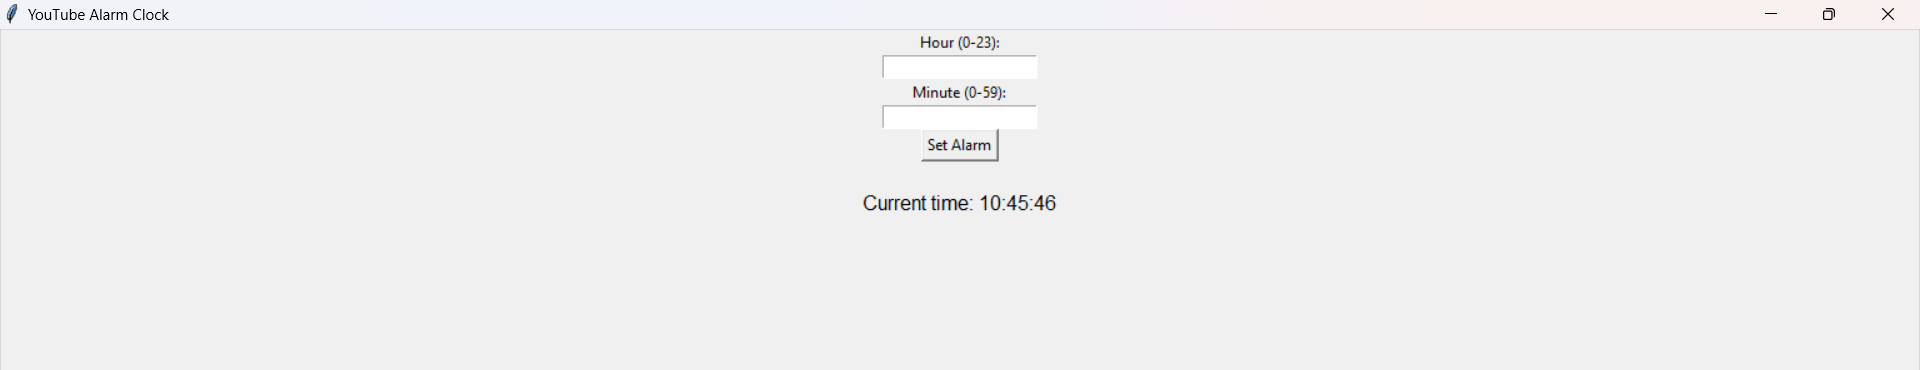 YouTube Alarm Clock
Hour (0-23):
Minute (0-59):
Set Alarm
Current time: 10:45:46